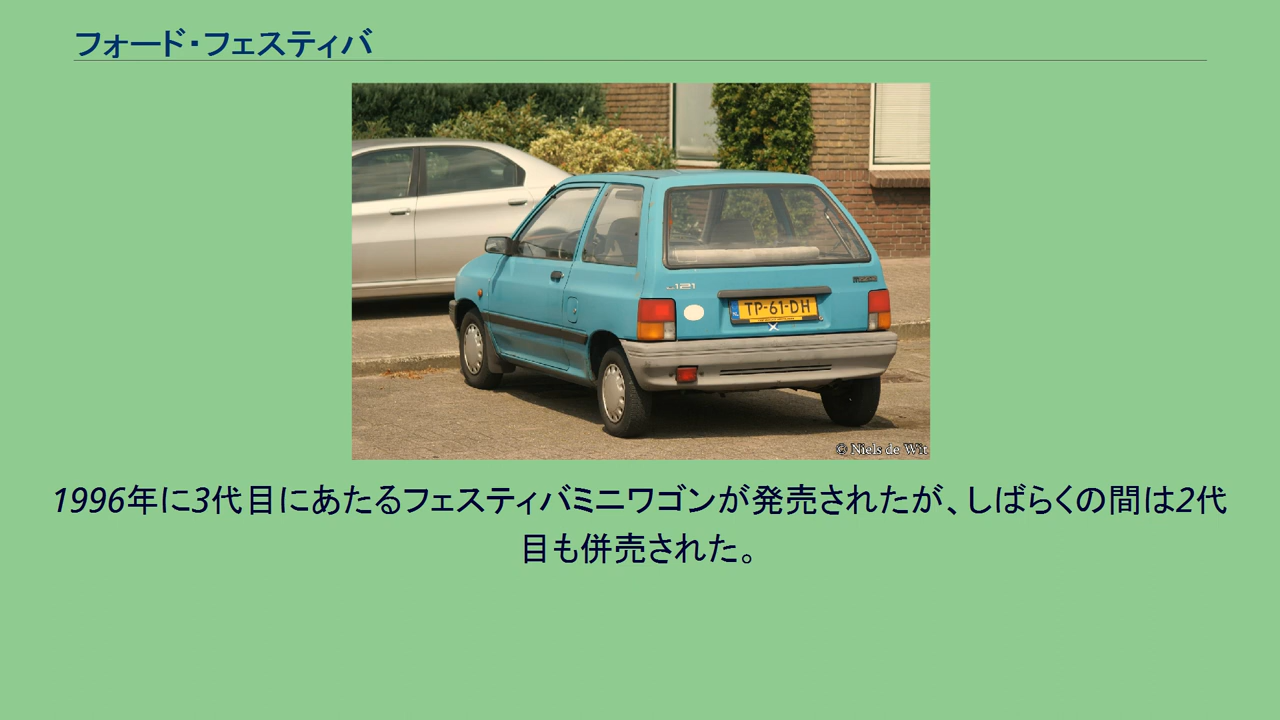 フォード・フェスティバ
121
NL
TP-61-DH
© Niels de Wit
1996年に3代目にあたるフェスティバミニワゴンが発売されたが、しばらくの間は2代
目も併売された。